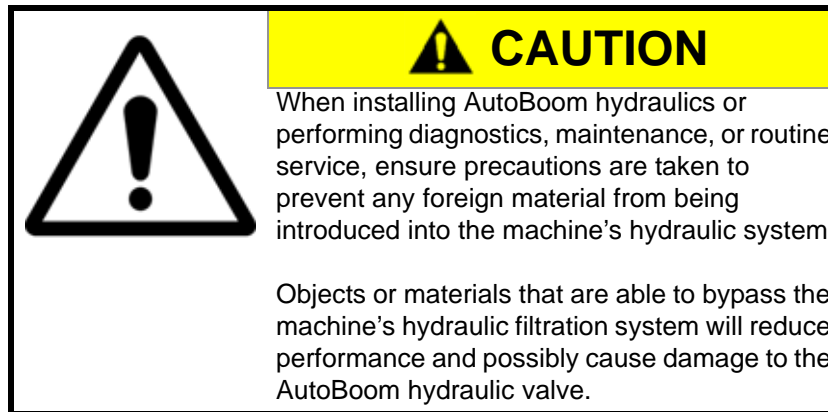 CAUTION
When installing AutoBoom hydraulics or
performing diagnostics, maintenance, or routine
service, ensure precautions are taken to
prevent any foreign material from being
introduced into the machine’s hydraulic system
Objects or materials that are able to bypass the
machine’s hydraulic filtration system will reduce
performance and possibly cause damage to the
AutoBoom hydraulic valve.